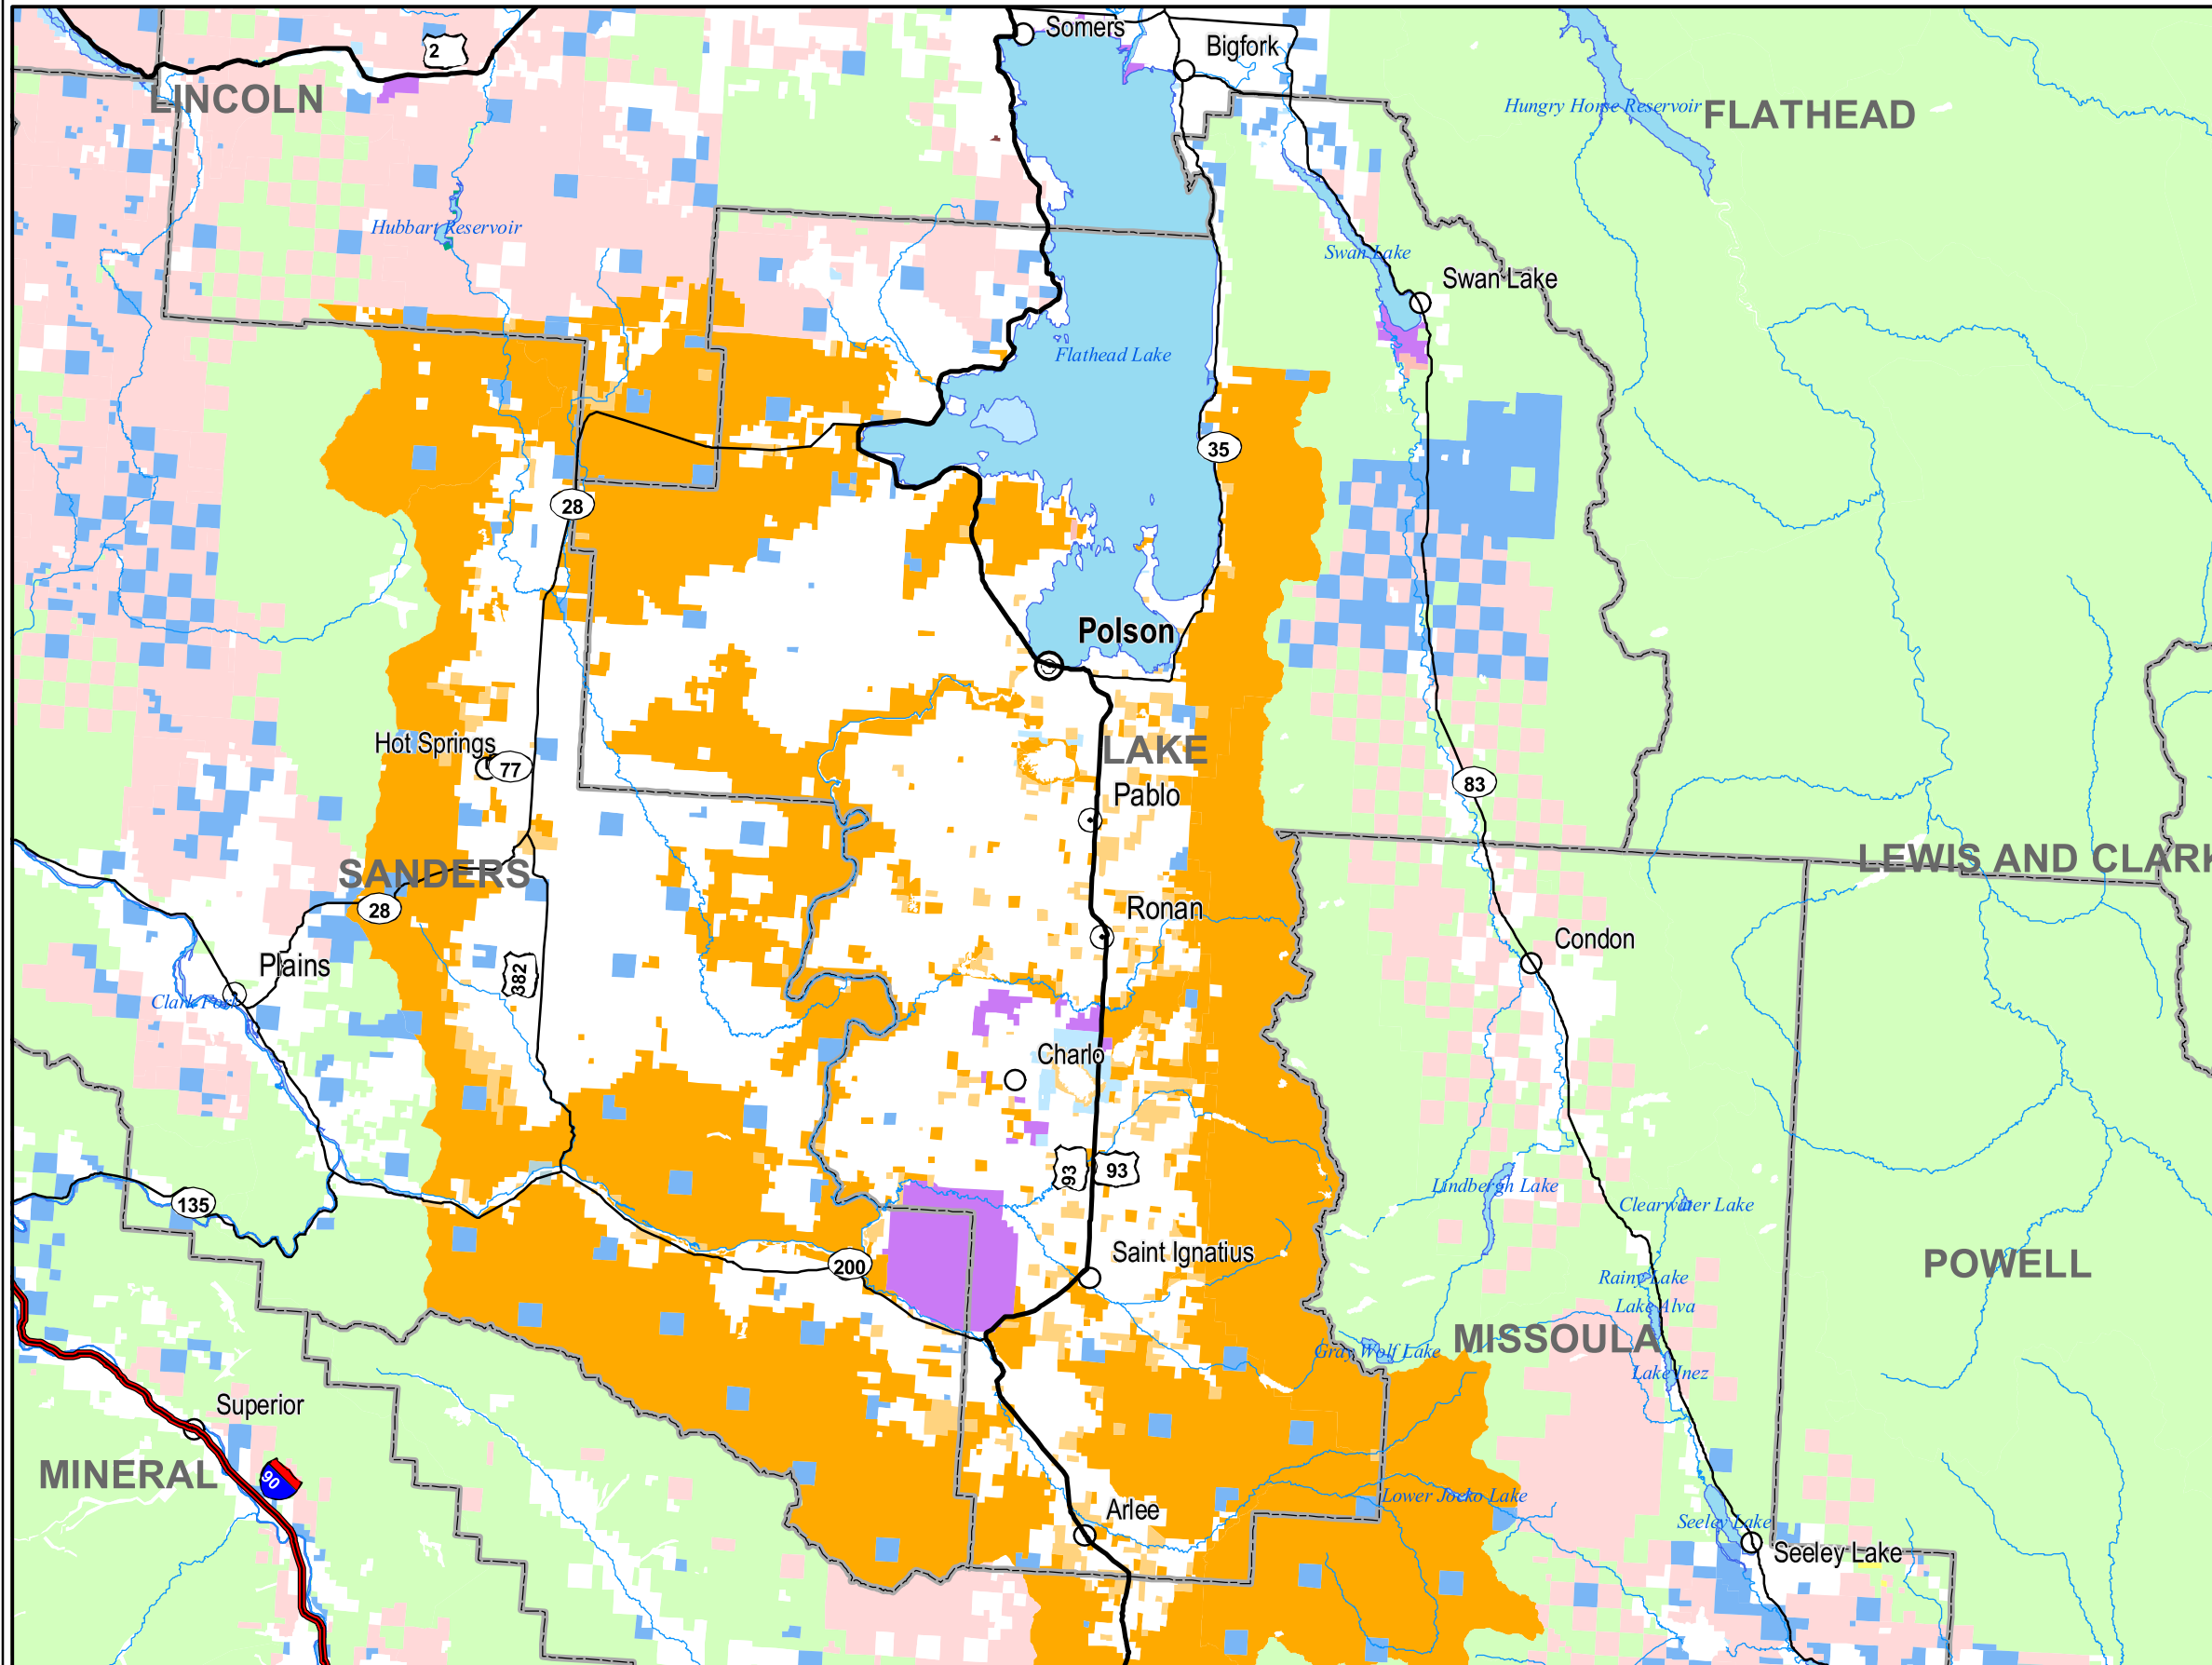 Somers
Bigfork
2
LINCOLN
Hungry Horse Reservoir
FLATHEAD
Hubbart Reservoir
Swan Lake
Swan Lake
Flathead Lake
35
28
Polson
Hot Springs
77
LAKE
83
Pablo
SANDERS
LEWIS AND CLARK
28
Ronan
Condon
Plains
382
Clark Fork
Charlo
93
93
135
Lindbergh Lake
Clearwater Lake
200
Saint Ignatius
POWELL
Rainy Lake
Lake Alva
MISSOULA
Gray Wolf Lake
Lake Inez
Superior
MINERAL
90
Lower Jocko Lake
Arlee
Seeley Lake
Seeley Lake